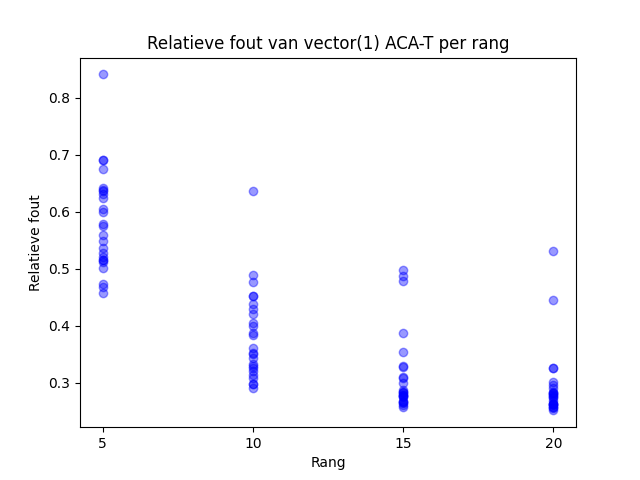 Relatieve fout van vector(1) ACA-T per rang
Relatieve fout
0.8
0.7
0.6
0.5
0.4
0.3
5 10 15 20
Rang